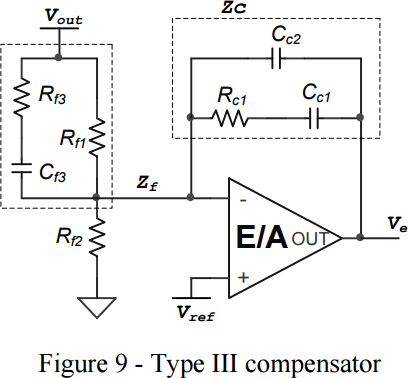 Vout
Zc
Cc2
Rf3
Rc1
Cc1
Rf1
Cf3
Zf
-
E/A
OUT
Ve
Rf2
+
Vref
Figure 9 - Type III compensator